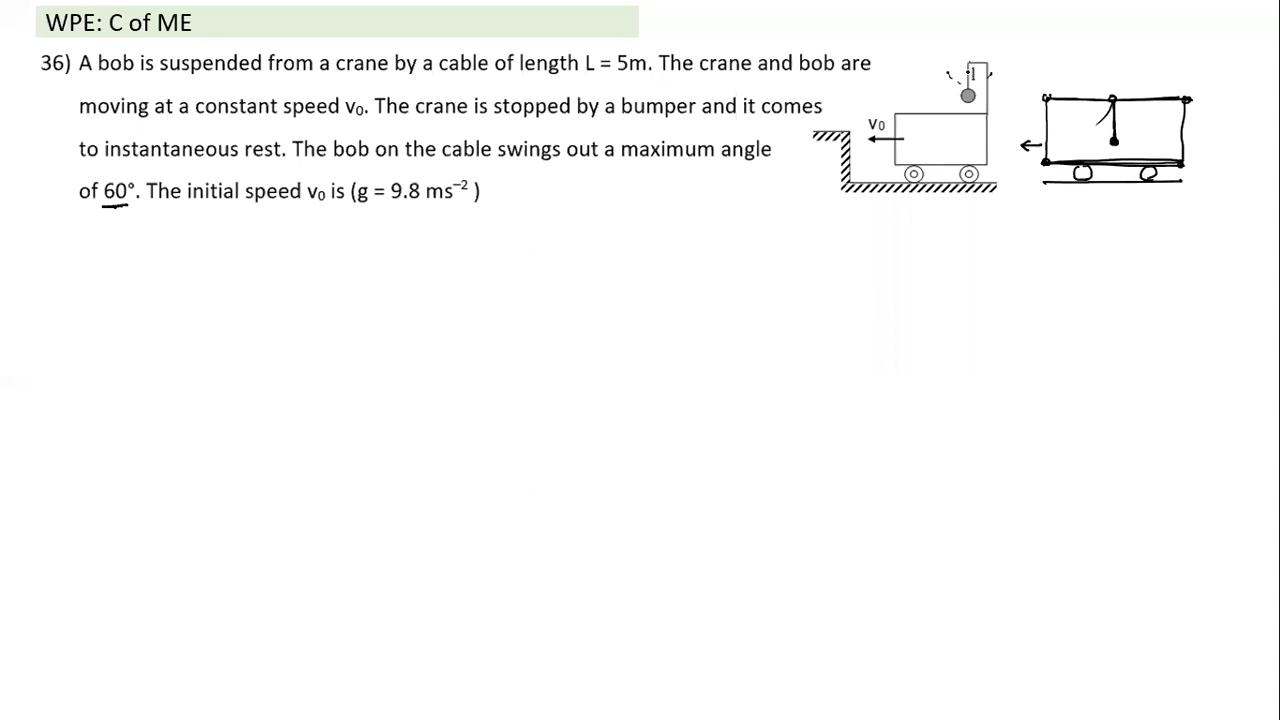 WPE: C of ME
36) A bob is suspended from a crane by a cable of length L = 5m. The crane and bob are
moving at a constant speed v₀. The crane is stopped by a bumper and it comes
to instantaneous rest. The bob on the cable swings out a maximum angle
of 60°. The initial speed v₀ is (g = 9.8 ms⁻² )
v₀